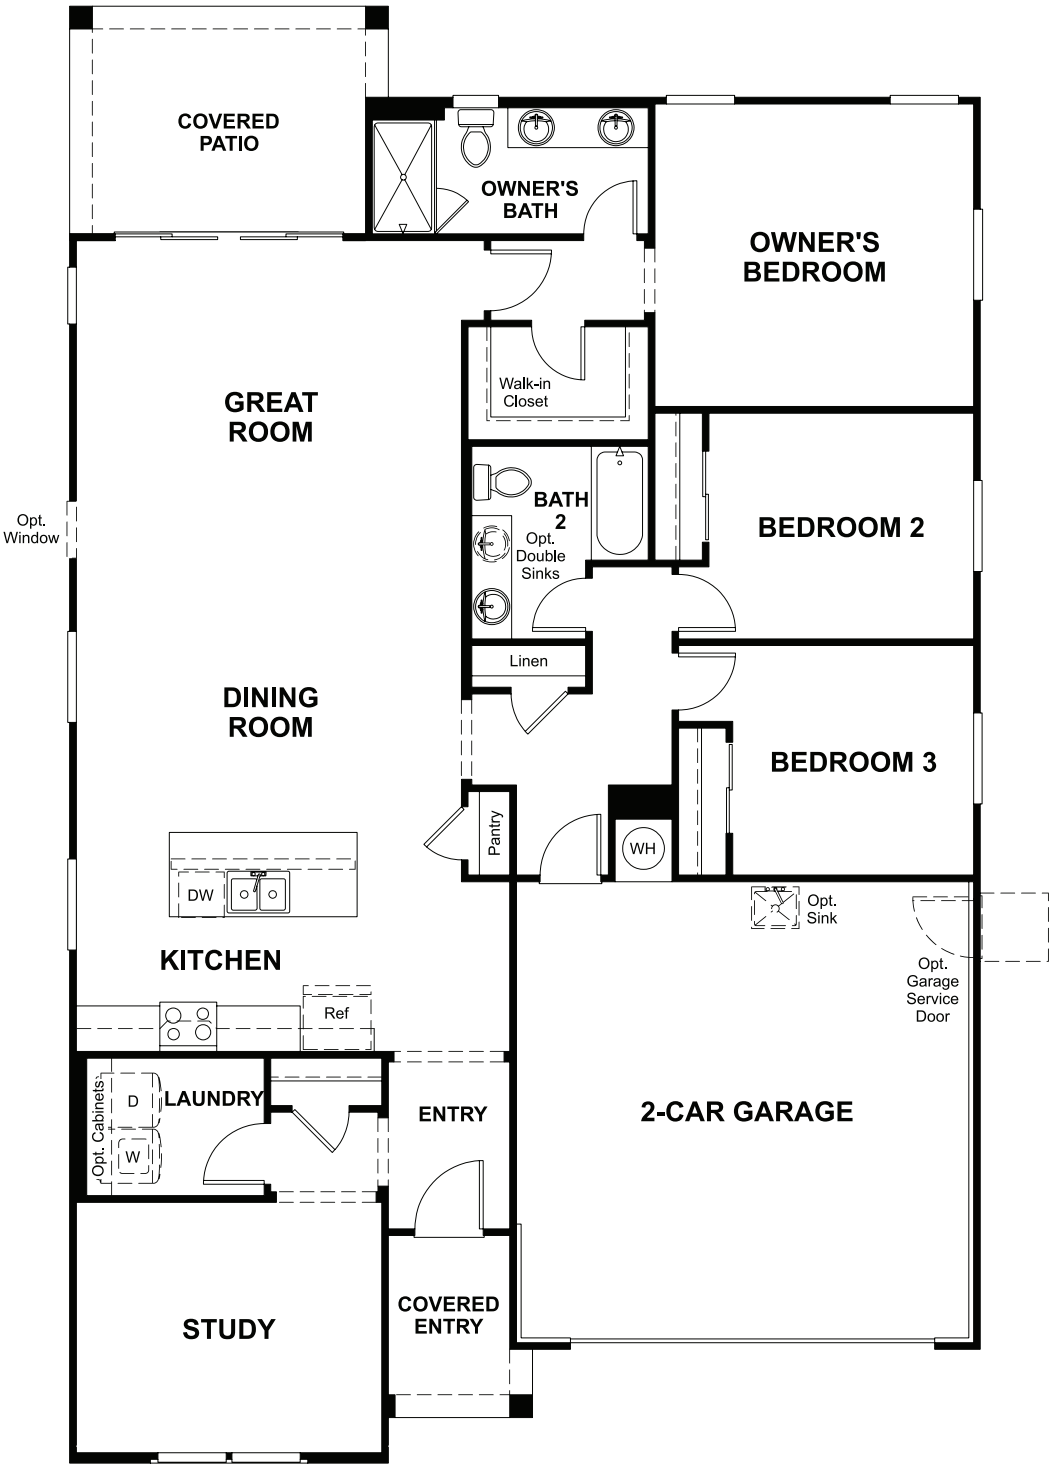 COVERED
PATIO
OWNER'S
BATH
OWNER'S
BEDROOM
GREAT
ROOM
Walk-in
Closet
Opt.
Window
BATH
2
Opt.
Double
Sinks
BEDROOM 2
Linen
DINING
ROOM
BEDROOM 3
Pantry
WH
DW
Opt.
Sink
KITCHEN
Opt.
Garage
Service
Door
Ref
Opt. Cabinets
D
W
LAUNDRY
ENTRY
2-CAR GARAGE
COVERED
ENTRY
STUDY